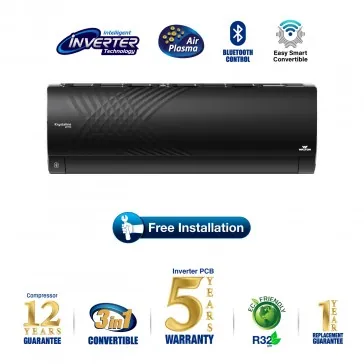 intelligent
INVERTER
Technology
Air
Plasma
BLUETOOTH
CONTROL
Easy Smart
Convertible
WALTON
Free Installation
Compressor
12
YEARS
GUARANTEE
3in1
CONVERTIBLE
Inverter PCB
5
YEARS
WARRANTY
ECO FRIENDLY
R32
1
YEAR
REPLACEMENT
GUARANTEE